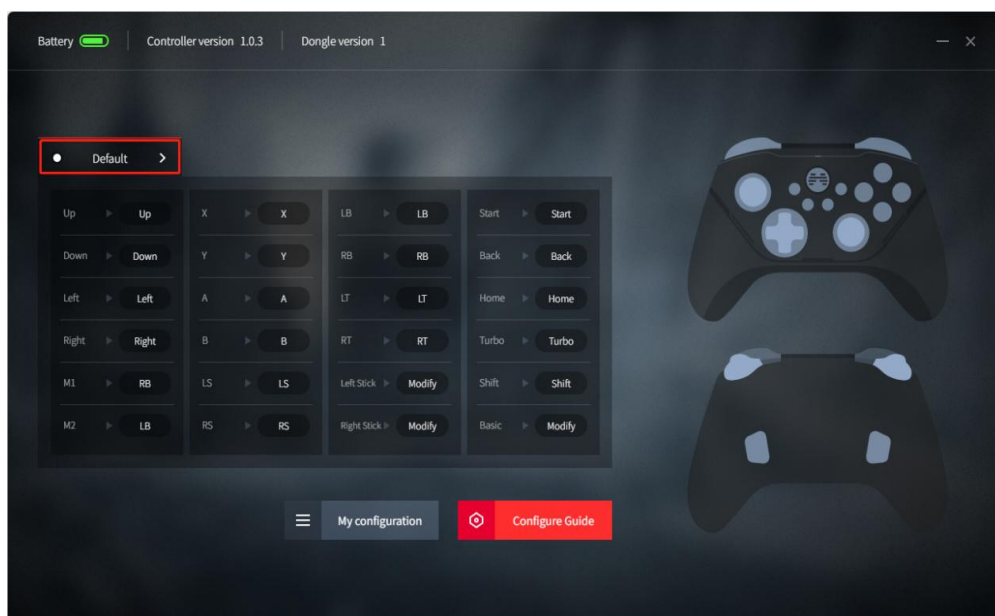 Battery Controller version 1.0.3 Dongle version 1
Default
Up Up X X LB LB Start Start
Down Down Y Y RB RB Back Back
Left Left A A LT LT Home Home
Right Right B B RT RT Turbo Turbo
M1 RB LS LS Left Stick Modify Shift Shift
M2 LB RS RS Right Stick Modify Basic Modify
My configuration Configure Guide